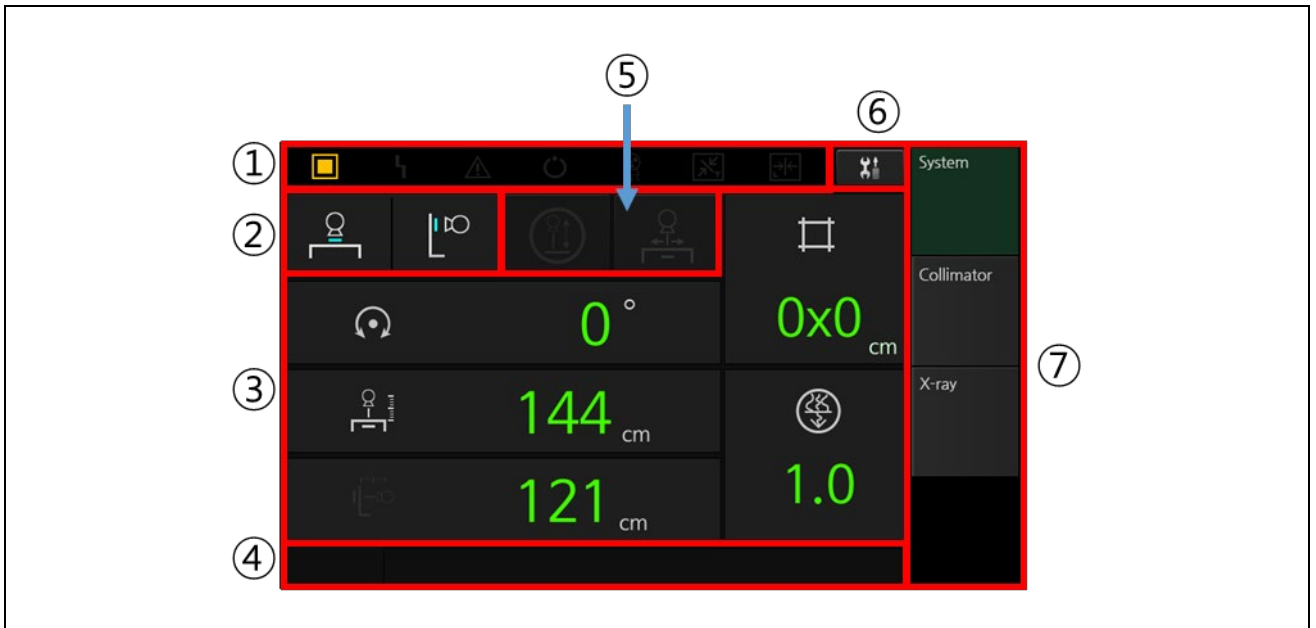 ⑤
⑥
①
System
②
Collimator
0 °
0x0 cm
⑦
③
X-ray
144 cm
1.0
121 cm
④